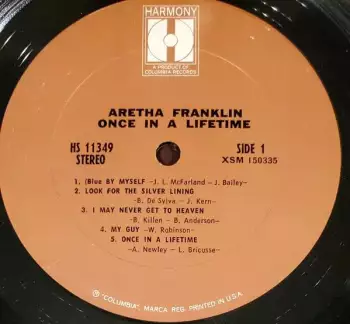 HARMONY
H
A PRODUCT OF
COLUMBIA RECORDS
ARETHA FRANKLIN
ONCE IN A LIFETIME
HS 11349
STEREO
SIDE 1
XSM 150335
1. (Blue) BY MYSELF -J. L. McFarland - J. Bailey-
2. LOOK FOR THE SILVER LINING
-B. De Sylva - J. Kern-
3. I MAY NEVER GET TO HEAVEN
-B. Killen - B. Anderson-
4. MY GUY -W. Robinson-
5. ONCE IN A LIFETIME
-A. Newley - L. Bricusse-
Ⓟ "COLUMBIA", MARCA REG. PRINTED IN U.S.A.